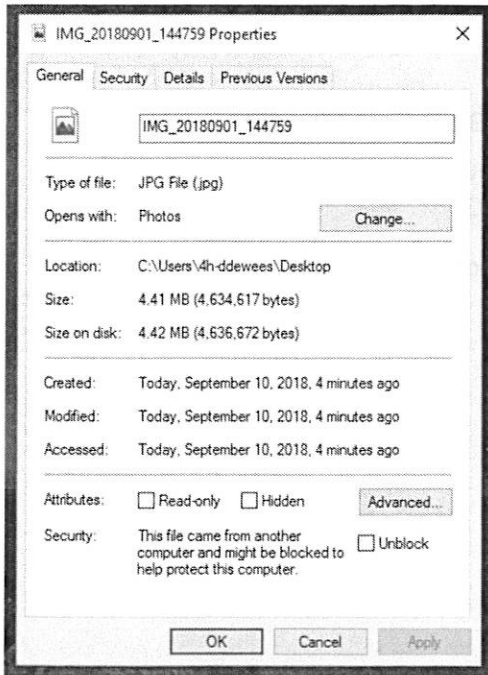 IMG_20180901_144759 Properties
General Security Details Previous Versions
IMG_20180901_144759
Type of file: JPG File (.jpg)
Opens with: Photos Change...
Location: C:\Users\4h-ddewees\Desktop
Size: 4.41 MB (4,634,617 bytes)
Size on disk: 4.42 MB (4,636,672 bytes)
Created: Today, September 10, 2018, 4 minutes ago
Modified: Today, September 10, 2018, 4 minutes ago
Accessed: Today, September 10, 2018, 4 minutes ago
Attributes: Read-only Hidden Advanced...
Security: This file came from another
computer and might be blocked to
help protect this computer.
Unblock
OK Cancel Apply